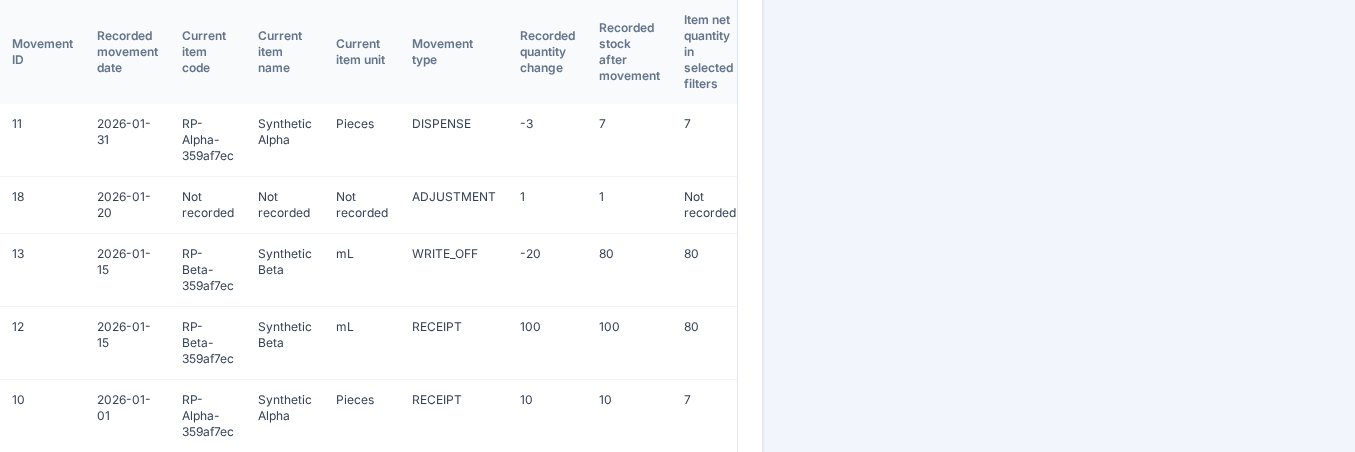 Movement ID Recorded movement date Current item code Current item name Current item unit Movement type Recorded quantity change Recorded stock after movement Item net quantity in selected filters
11 2026-01-31 RP-Alpha-359af7ec Synthetic Alpha Pieces DISPENSE -3 7 7
18 2026-01-20 Not recorded Not recorded Not recorded ADJUSTMENT 1 1 Not recorded
13 2026-01-15 RP-Beta-359af7ec Synthetic Beta mL WRITE_OFF -20 80 80
12 2026-01-15 RP-Beta-359af7ec Synthetic Beta mL RECEIPT 100 100 80
10 2026-01-01 RP-Alpha-359af7ec Synthetic Alpha Pieces RECEIPT 10 10 7